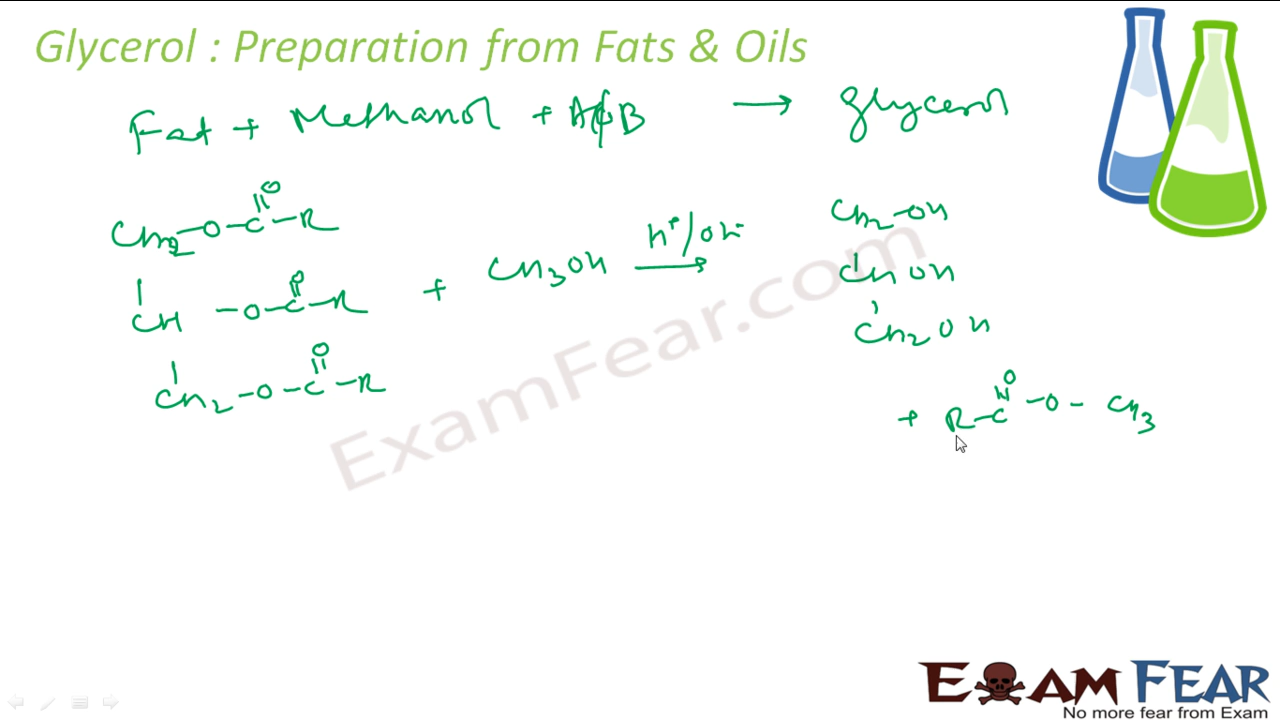 Glycerol : Preparation from Fats & Oils
Fat + Methanol + A/B → glycerol
CH2-O-C-R
O
CH -O-C-R
O
CH2-O-C-R
O
+ CH3OH
H+/OH-
CH2-OH
CHOH
CH2OH
+ R-C-O-CH3
O
ExamFear.com
EXAM FEAR
No more fear from Exam